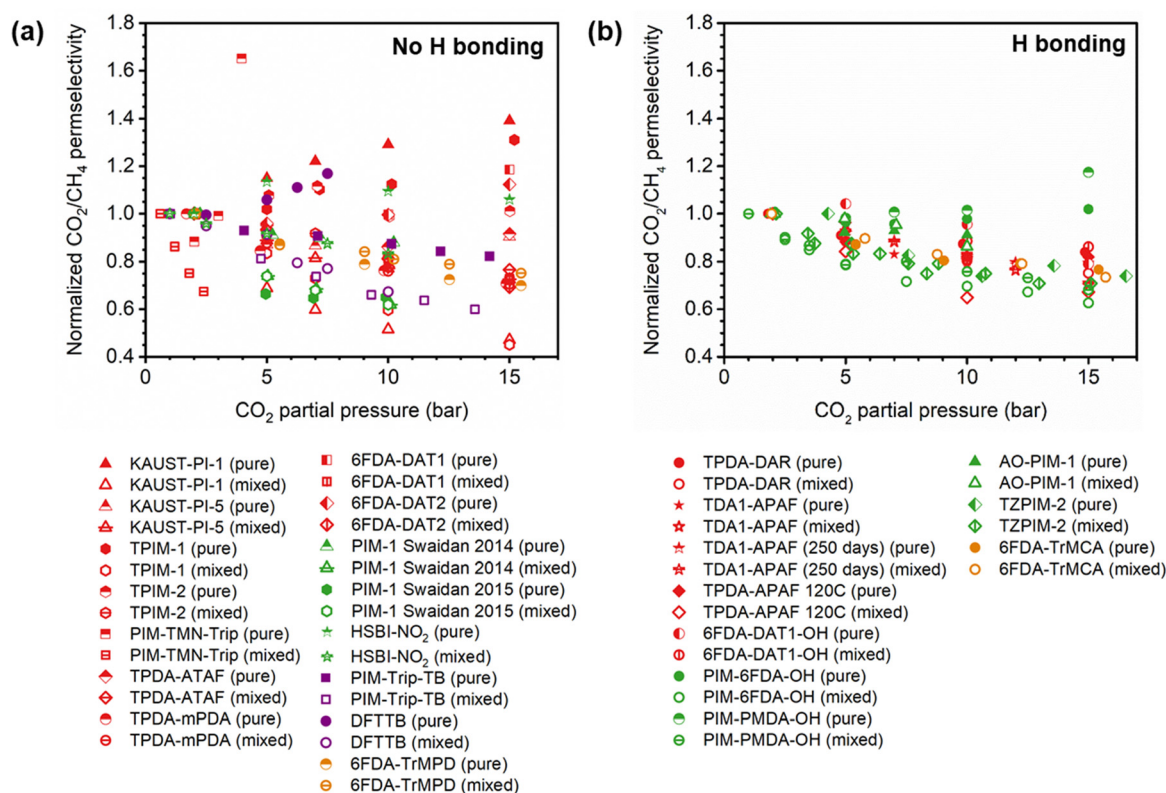 (a)
No H bonding
Normalized CO₂/CH₄ permselectivity
1.8
1.6
1.4
1.2
1.0
0.8
0.6
0.4
0
5
10
15
CO₂ partial pressure (bar)
KAUST-PI-1 (pure)
KAUST-PI-1 (mixed)
KAUST-PI-5 (pure)
KAUST-PI-5 (mixed)
TPIM-1 (pure)
TPIM-1 (mixed)
TPIM-2 (pure)
TPIM-2 (mixed)
PIM-TMN-Trip (pure)
PIM-TMN-Trip (mixed)
TPDA-ATAF (pure)
TPDA-ATAF (mixed)
TPDA-mPDA (pure)
TPDA-mPDA (mixed)
6FDA-DAT1 (pure)
6FDA-DAT1 (mixed)
6FDA-DAT2 (pure)
6FDA-DAT2 (mixed)
PIM-1 Swaidan 2014 (pure)
PIM-1 Swaidan 2014 (mixed)
PIM-1 Swaidan 2015 (pure)
PIM-1 Swaidan 2015 (mixed)
HSBI-NO₂ (pure)
HSBI-NO₂ (mixed)
PIM-Trip-TB (pure)
PIM-Trip-TB (mixed)
DFTTB (pure)
DFTTB (mixed)
6FDA-TrMPD (pure)
6FDA-TrMPD (mixed)
(b)
H bonding
Normalized CO₂/CH₄ permselectivity
1.8
1.6
1.4
1.2
1.0
0.8
0.6
0.4
0
5
10
15
CO₂ partial pressure (bar)
TPDA-DAR (pure)
TPDA-DAR (mixed)
TDA1-APAF (pure)
TDA1-APAF (mixed)
TDA1-APAF (250 days) (pure)
TDA1-APAF (250 days) (mixed)
TPDA-APAF 120C (pure)
TPDA-APAF 120C (mixed)
6FDA-DAT1-OH (pure)
6FDA-DAT1-OH (mixed)
PIM-6FDA-OH (pure)
PIM-6FDA-OH (mixed)
PIM-PMDA-OH (pure)
PIM-PMDA-OH (mixed)
AO-PIM-1 (pure)
AO-PIM-1 (mixed)
TZPIM-2 (pure)
TZPIM-2 (mixed)
6FDA-TrMCA (pure)
6FDA-TrMCA (mixed)